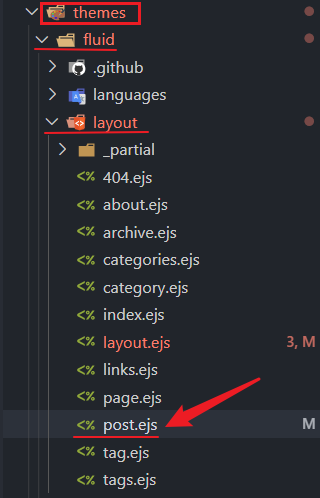 themes
fluid
.github
languages
layout
_partial
404.ejs
about.ejs
archive.ejs
categories.ejs
category.ejs
index.ejs
layout.ejs 3, M
links.ejs
page.ejs
post.ejs M
tag.ejs
tags.ejs